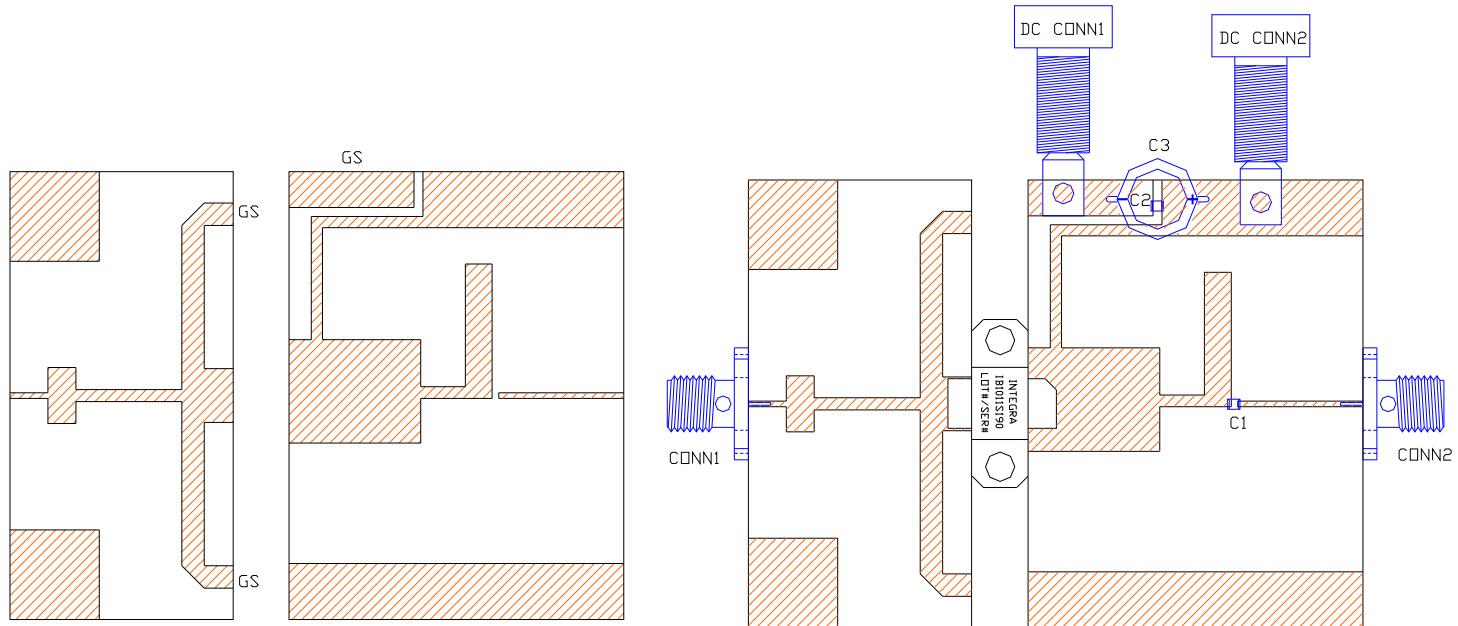 DC CONN1
DC CONN2
C3
GS
GS
C2
INTEGRA
IB1011S190
LOT#/SER#
C1
CONN1
CONN2
GS